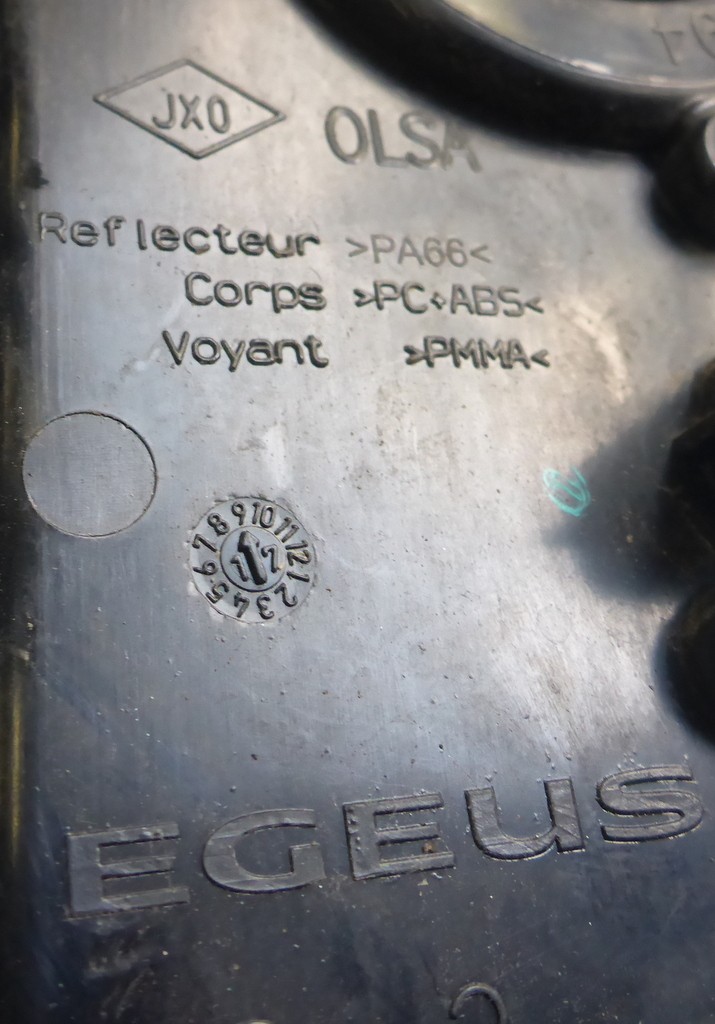 JXO
OLSA
Reflecteur >PA66<
Corps >PC+ABS<
Voyant >PMMA<
1 2 3 4 5 6 7 8 9 10 11 12
17
EGEUS